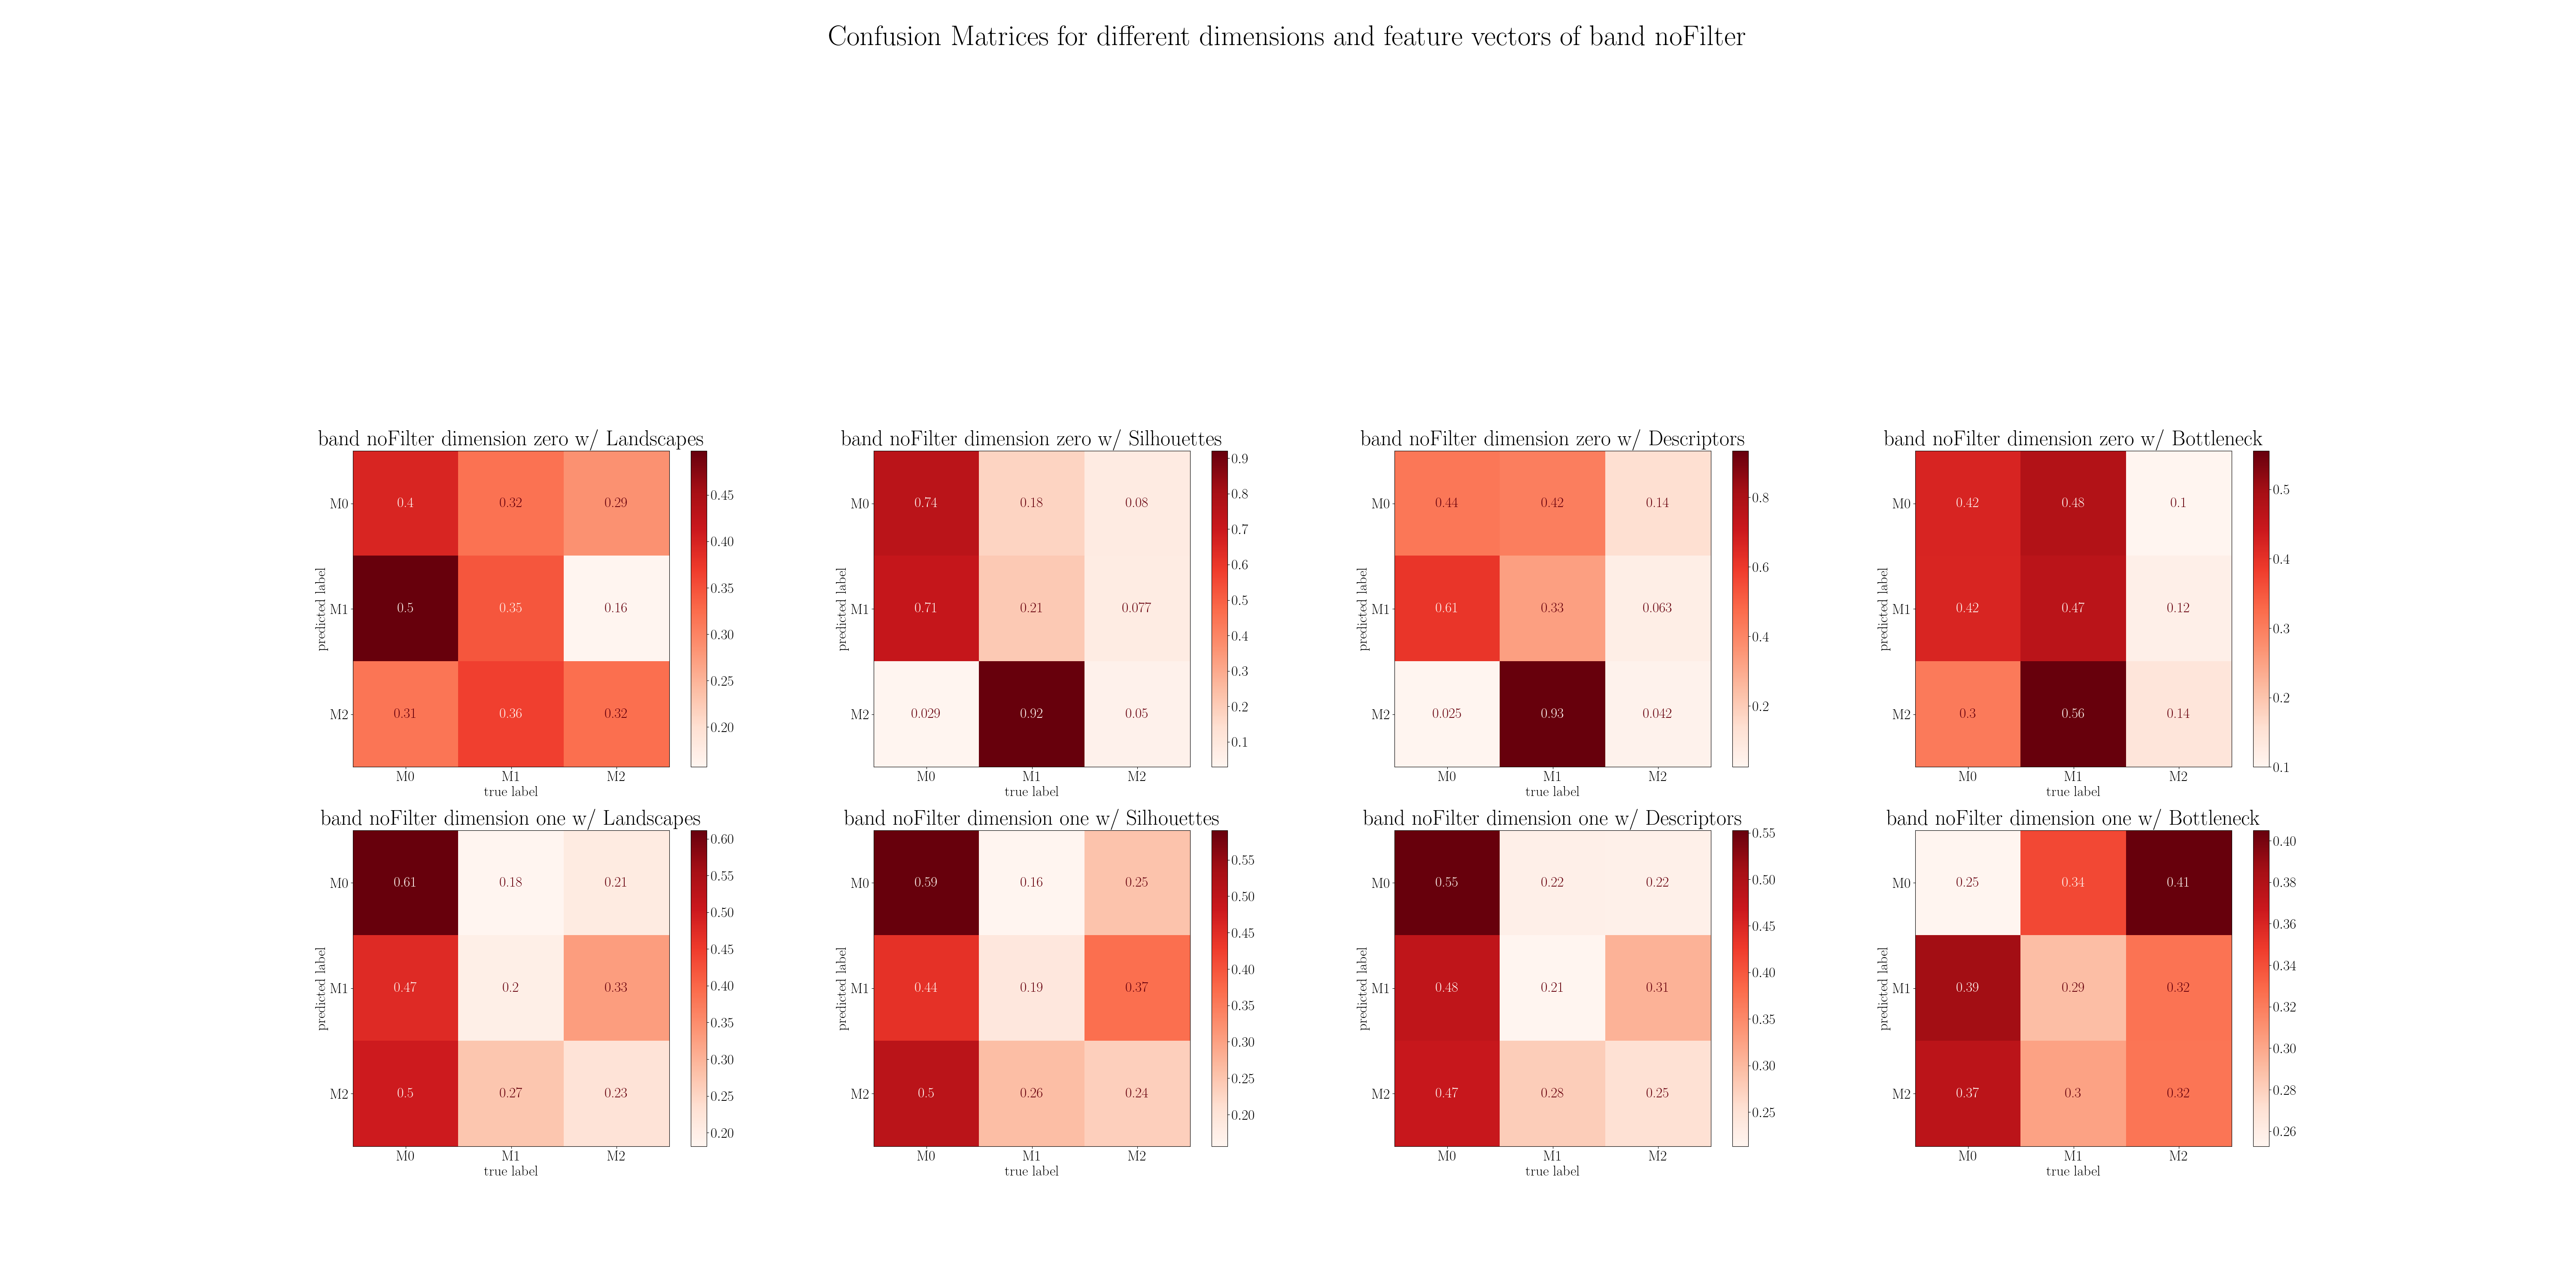 Confusion Matrices for different dimensions and feature vectors of band noFilter
band noFilter dimension zero w/ Landscapes
predicted label
M0 0.4 0.32 0.29
M1 0.5 0.35 0.16
M2 0.31 0.36 0.32
M0 M1 M2
true label
0.45
0.40
0.35
0.30
0.25
0.20
band noFilter dimension zero w/ Silhouettes
predicted label
M0 0.74 0.18 0.08
M1 0.71 0.21 0.077
M2 0.029 0.92 0.05
M0 M1 M2
true label
0.9
0.8
0.7
0.6
0.5
0.4
0.3
0.2
0.1
band noFilter dimension zero w/ Descriptors
predicted label
M0 0.44 0.42 0.14
M1 0.61 0.33 0.063
M2 0.025 0.93 0.042
M0 M1 M2
true label
0.8
0.6
0.4
0.2
band noFilter dimension zero w/ Bottleneck
predicted label
M0 0.42 0.48 0.1
M1 0.42 0.47 0.12
M2 0.3 0.56 0.14
M0 M1 M2
true label
0.5
0.4
0.3
0.2
0.1
band noFilter dimension one w/ Landscapes
predicted label
M0 0.61 0.18 0.21
M1 0.47 0.2 0.33
M2 0.5 0.27 0.23
M0 M1 M2
true label
0.60
0.55
0.50
0.45
0.40
0.35
0.30
0.25
0.20
band noFilter dimension one w/ Silhouettes
predicted label
M0 0.59 0.16 0.25
M1 0.44 0.19 0.37
M2 0.5 0.26 0.24
M0 M1 M2
true label
0.55
0.50
0.45
0.40
0.35
0.30
0.25
0.20
band noFilter dimension one w/ Descriptors
predicted label
M0 0.55 0.22 0.22
M1 0.48 0.21 0.31
M2 0.47 0.28 0.25
M0 M1 M2
true label
0.55
0.50
0.45
0.40
0.35
0.30
0.25
band noFilter dimension one w/ Bottleneck
predicted label
M0 0.25 0.34 0.41
M1 0.39 0.29 0.32
M2 0.37 0.3 0.32
M0 M1 M2
true label
0.40
0.38
0.36
0.34
0.32
0.30
0.28
0.26